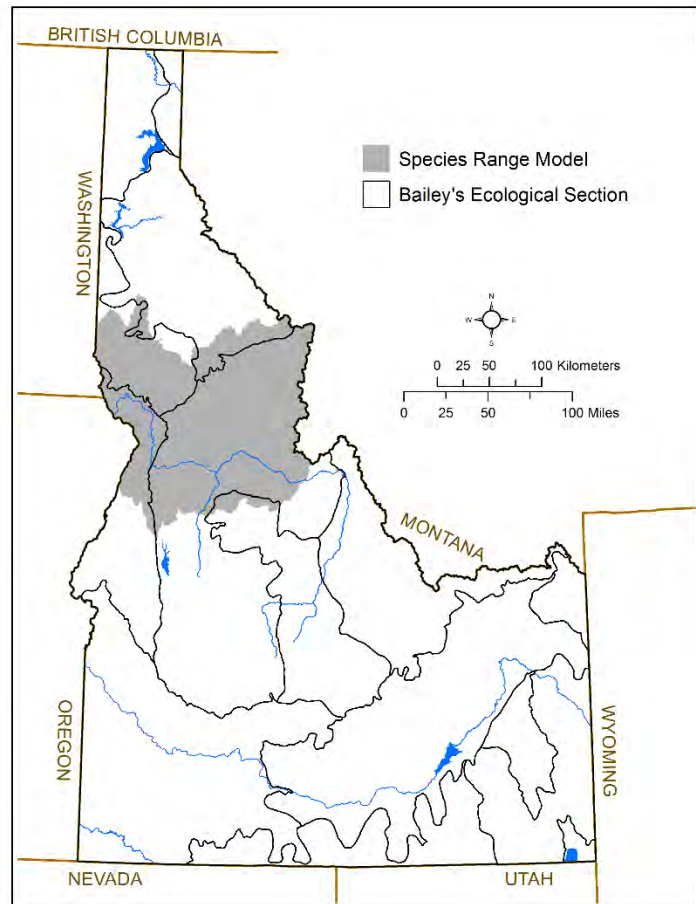 BRITISH COLUMBIA
WASHINGTON
Species Range Model
Bailey's Ecological Section
N
W E
S
0 25 50 100 Kilometers
0 25 50 100 Miles
MONTANA
OREGON
WYOMING
NEVADA
UTAH